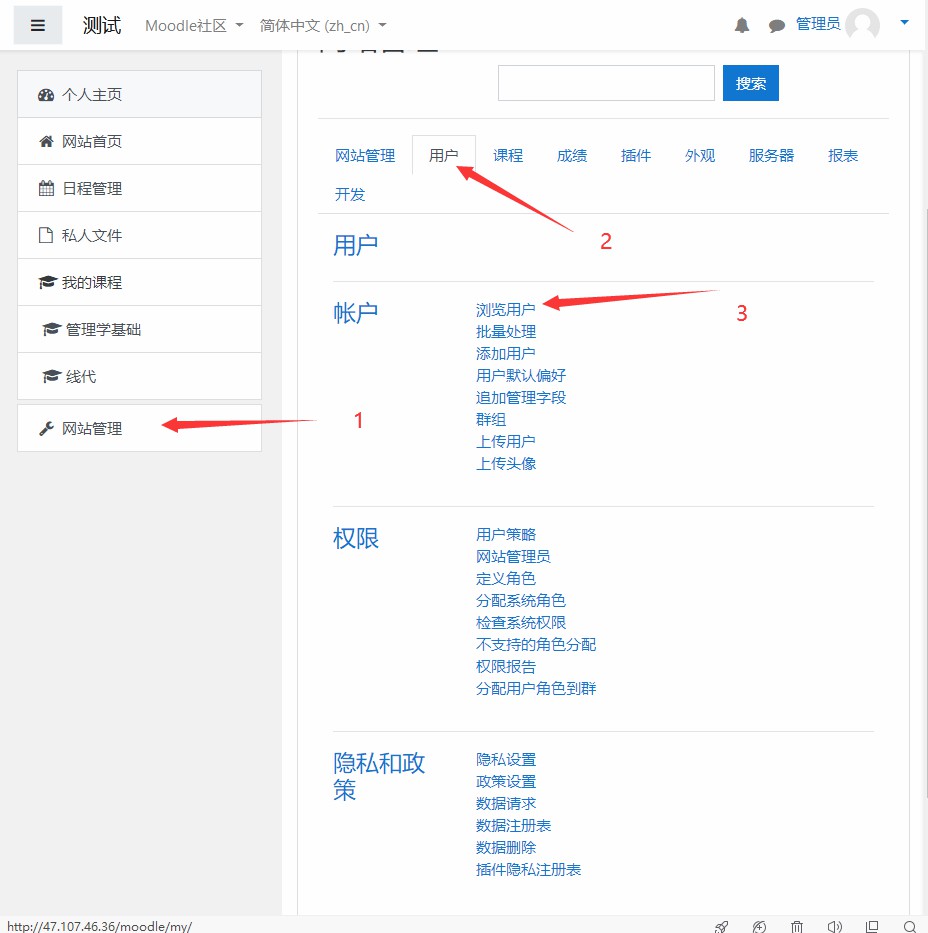 测试 Moodle社区 简体中文 (zh_cn) 管理员
搜索
个人主页
网站首页
日程管理
私人文件
我的课程
管理学基础
线代
网站管理
1
网站管理 用户 课程 成绩 插件 外观 服务器 报表
开发
2
用户
帐户
浏览用户
3
批量处理
添加用户
用户默认偏好
追加管理字段
群组
上传用户
上传头像
权限
用户策略
网站管理员
定义角色
分配系统角色
检查系统权限
不支持的角色分配
权限报告
分配用户角色到群
隐私和政
策
隐私设置
政策设置
数据请求
数据注册表
数据删除
插件隐私注册表
http://47.107.46.36/moodle/my/